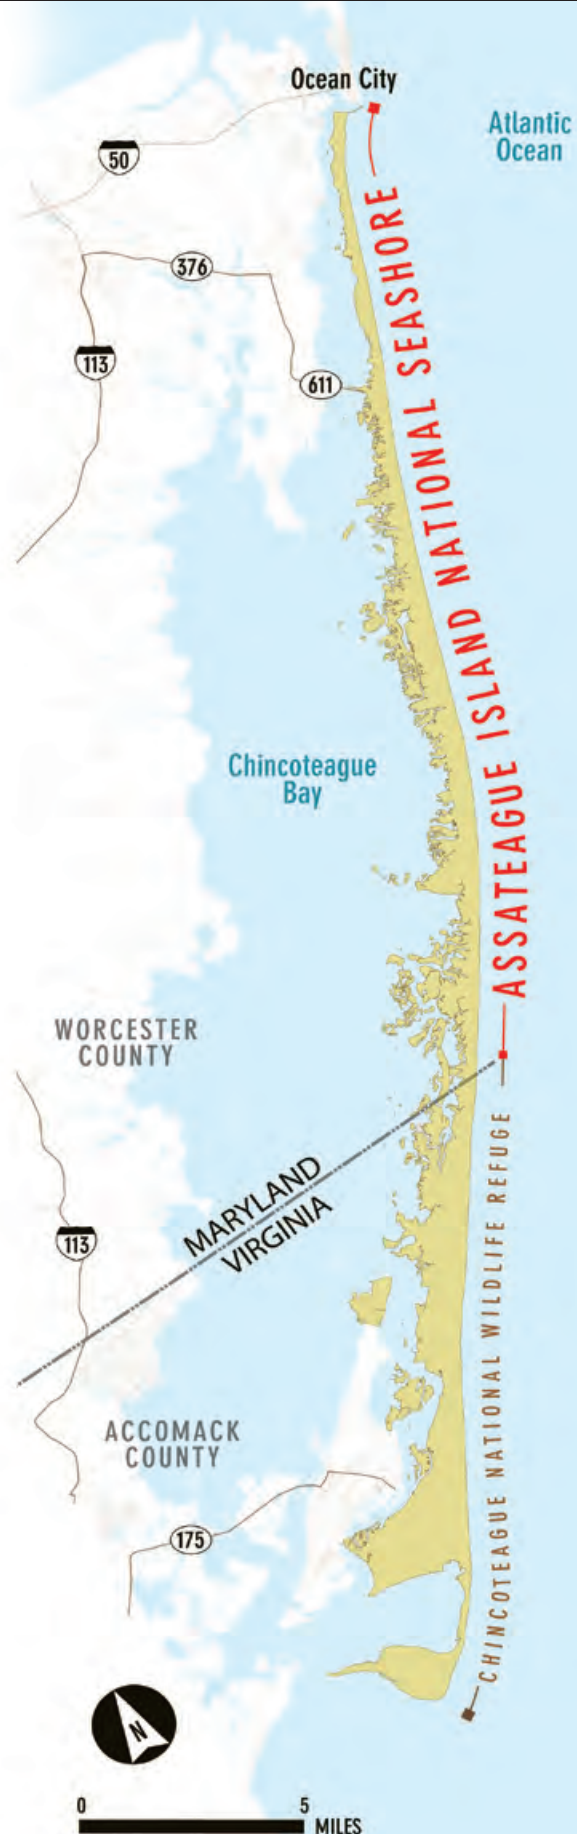 Ocean City
Atlantic
Ocean
50
376
113
611
ASSATEAGUE ISLAND NATIONAL SEASHORE
Chincoteague
Bay
WORCESTER
COUNTY
MARYLAND
VIRGINIA
113
CHINCOTEAGUE NATIONAL WILDLIFE REFUGE
ACCOMACK
COUNTY
175
N
0 5
MILES